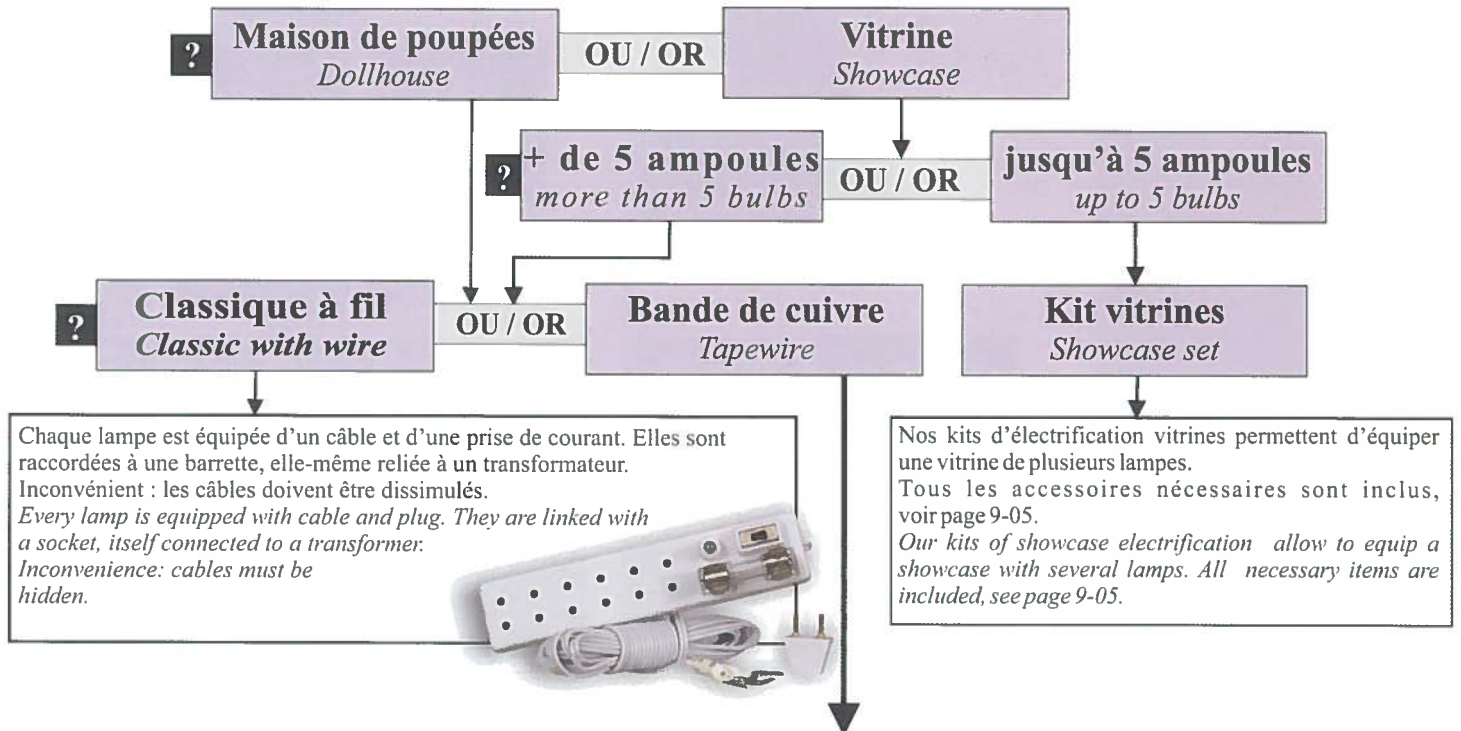 ? Maison de poupées OU / OR Vitrine
Dollhouse Showcase
? + de 5 ampoules OU / OR jusqu'à 5 ampoules
more than 5 bulbs up to 5 bulbs
? Classique à fil OU / OR Bande de cuivre Kit vitrines
Classic with wire Tapewire Showcase set
Chaque lampe est équipée d'un câble et d'une prise de courant. Elles sont
raccordées à une barrette, elle-même reliée à un transformateur.
Inconvénient : les câbles doivent être dissimulés.
Every lamp is equipped with cable and plug. They are linked with
a socket, itself connected to a transformer.
Inconvenience: cables must be
hidden.
Nos kits d'électrification vitrines permettent d'équiper
une vitrine de plusieurs lampes.
Tous les accessoires nécessaires sont inclus,
voir page 9-05.
Our kits of showcase electrification allow to equip a
showcase with several lamps. All necessary items are
included, see page 9-05.